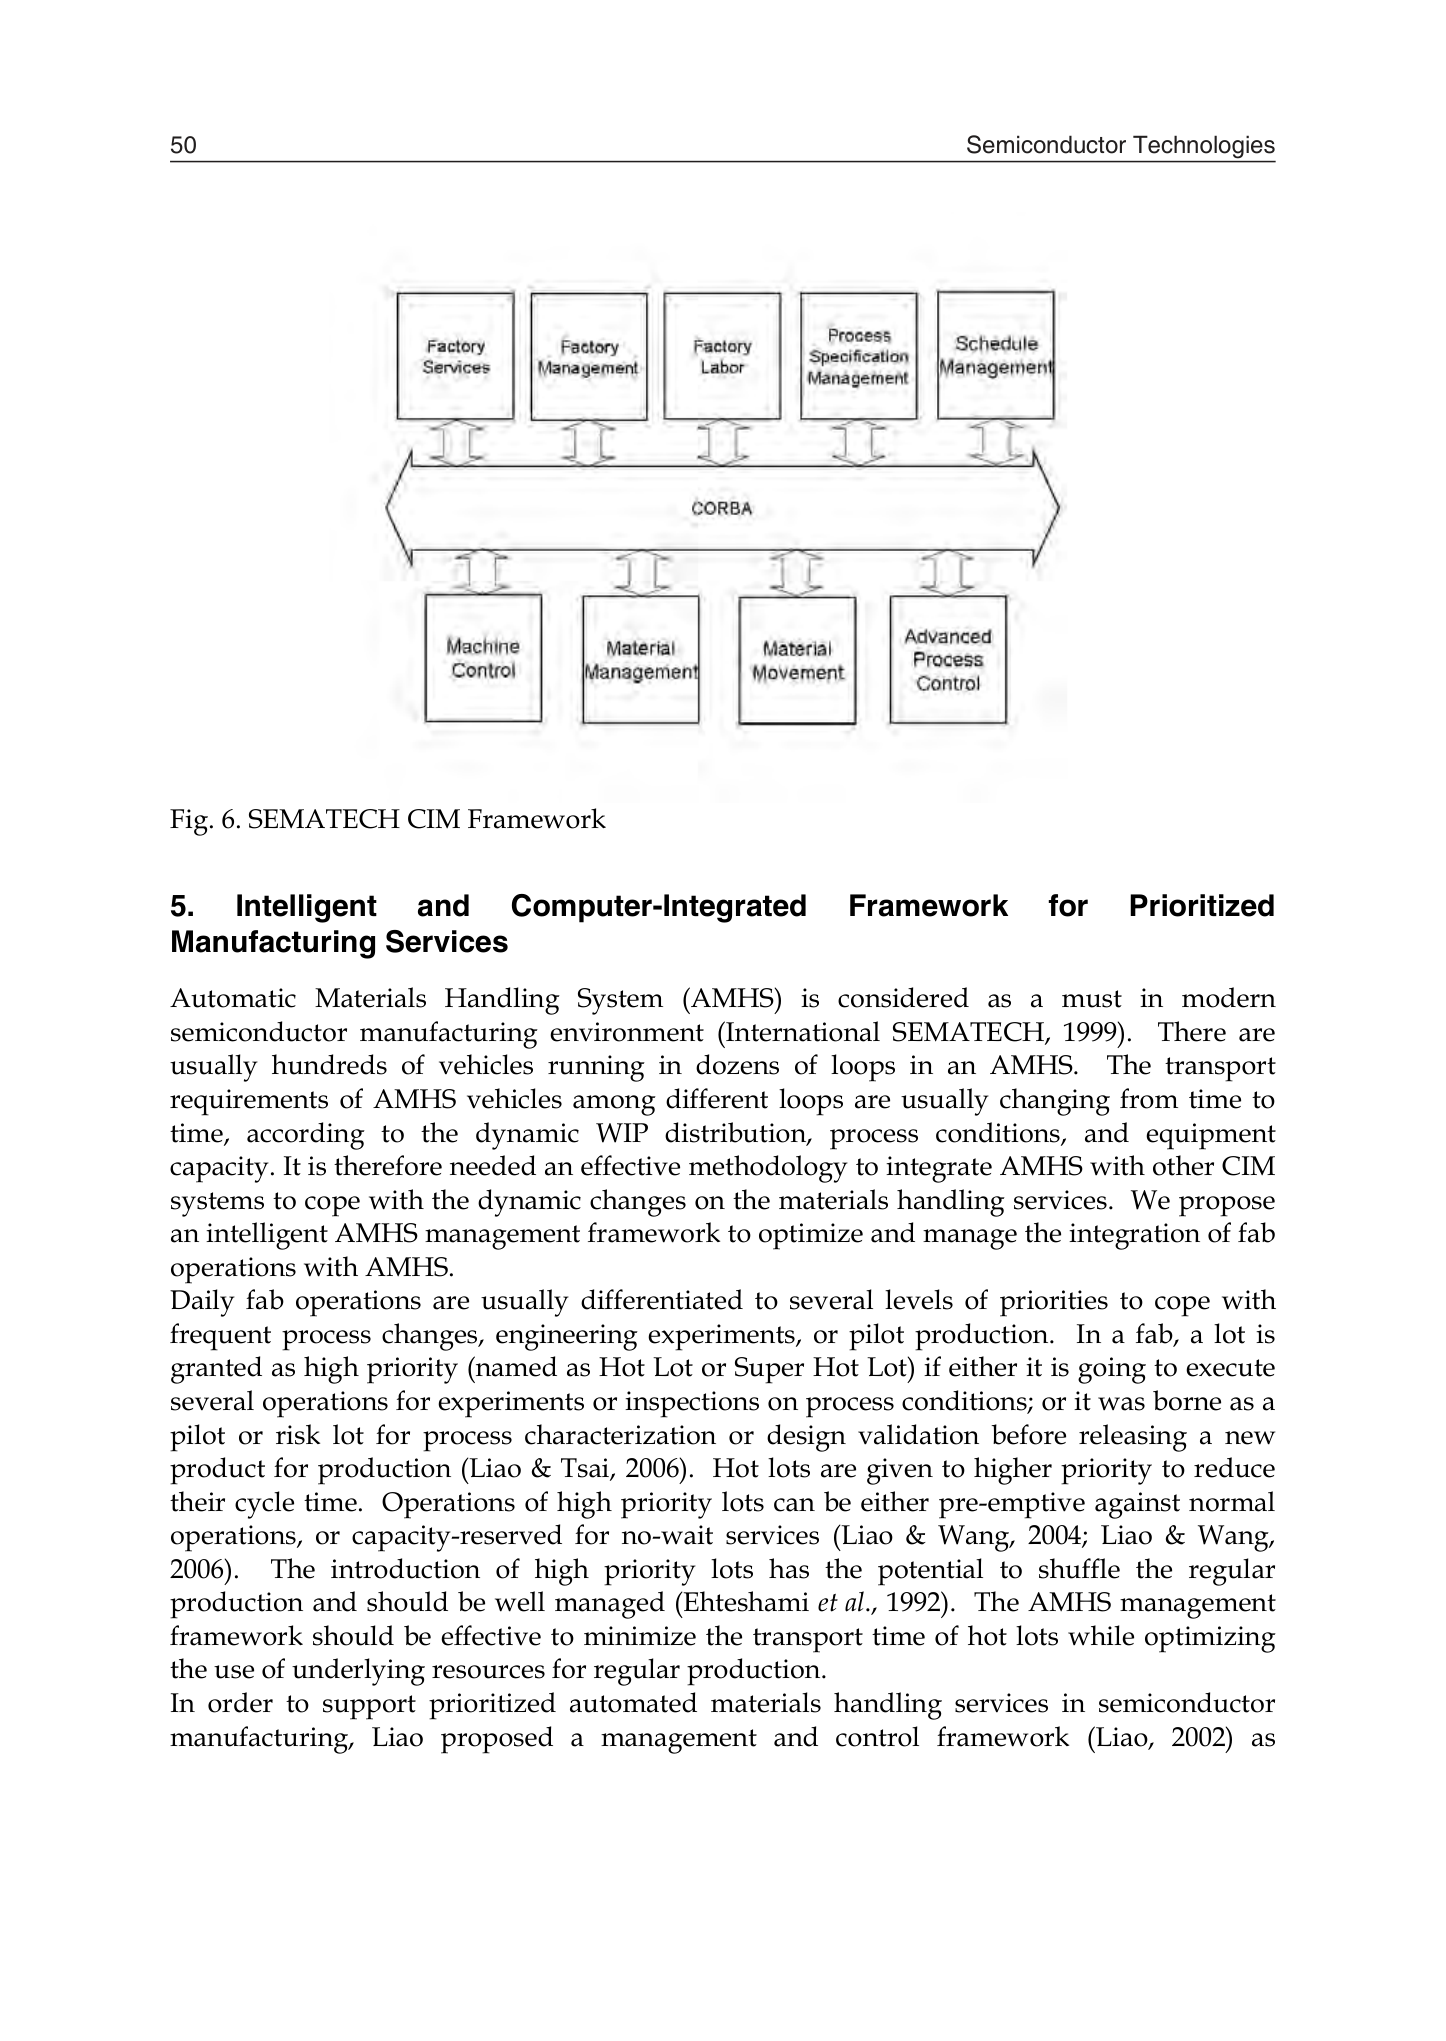 50 Semiconductor Technologies
Factory
Services
Factory
Management
Factory
Labor
Process
Specification
Management
Schedule
Management
CORBA
Machine
Control
Material
Management
Material
Movement
Advanced
Process
Control
Fig. 6. SEMATECH CIM Framework
5. Intelligent and Computer-Integrated Framework for Prioritized
Manufacturing Services
Automatic Materials Handling System (AMHS) is considered as a must in modern
semiconductor manufacturing environment (International SEMATECH, 1999). There are
usually hundreds of vehicles running in dozens of loops in an AMHS. The transport
requirements of AMHS vehicles among different loops are usually changing from time to
time, according to the dynamic WIP distribution, process conditions, and equipment
capacity. It is therefore needed an effective methodology to integrate AMHS with other CIM
systems to cope with the dynamic changes on the materials handling services. We propose
an intelligent AMHS management framework to optimize and manage the integration of fab
operations with AMHS.
Daily fab operations are usually differentiated to several levels of priorities to cope with
frequent process changes, engineering experiments, or pilot production. In a fab, a lot is
granted as high priority (named as Hot Lot or Super Hot Lot) if either it is going to execute
several operations for experiments or inspections on process conditions; or it was borne as a
pilot or risk lot for process characterization or design validation before releasing a new
product for production (Liao & Tsai, 2006). Hot lots are given to higher priority to reduce
their cycle time. Operations of high priority lots can be either pre-emptive against normal
operations, or capacity-reserved for no-wait services (Liao & Wang, 2004; Liao & Wang,
2006). The introduction of high priority lots has the potential to shuffle the regular
production and should be well managed (Ehteshami et al., 1992). The AMHS management
framework should be effective to minimize the transport time of hot lots while optimizing
the use of underlying resources for regular production.
In order to support prioritized automated materials handling services in semiconductor
manufacturing, Liao proposed a management and control framework (Liao, 2002) as